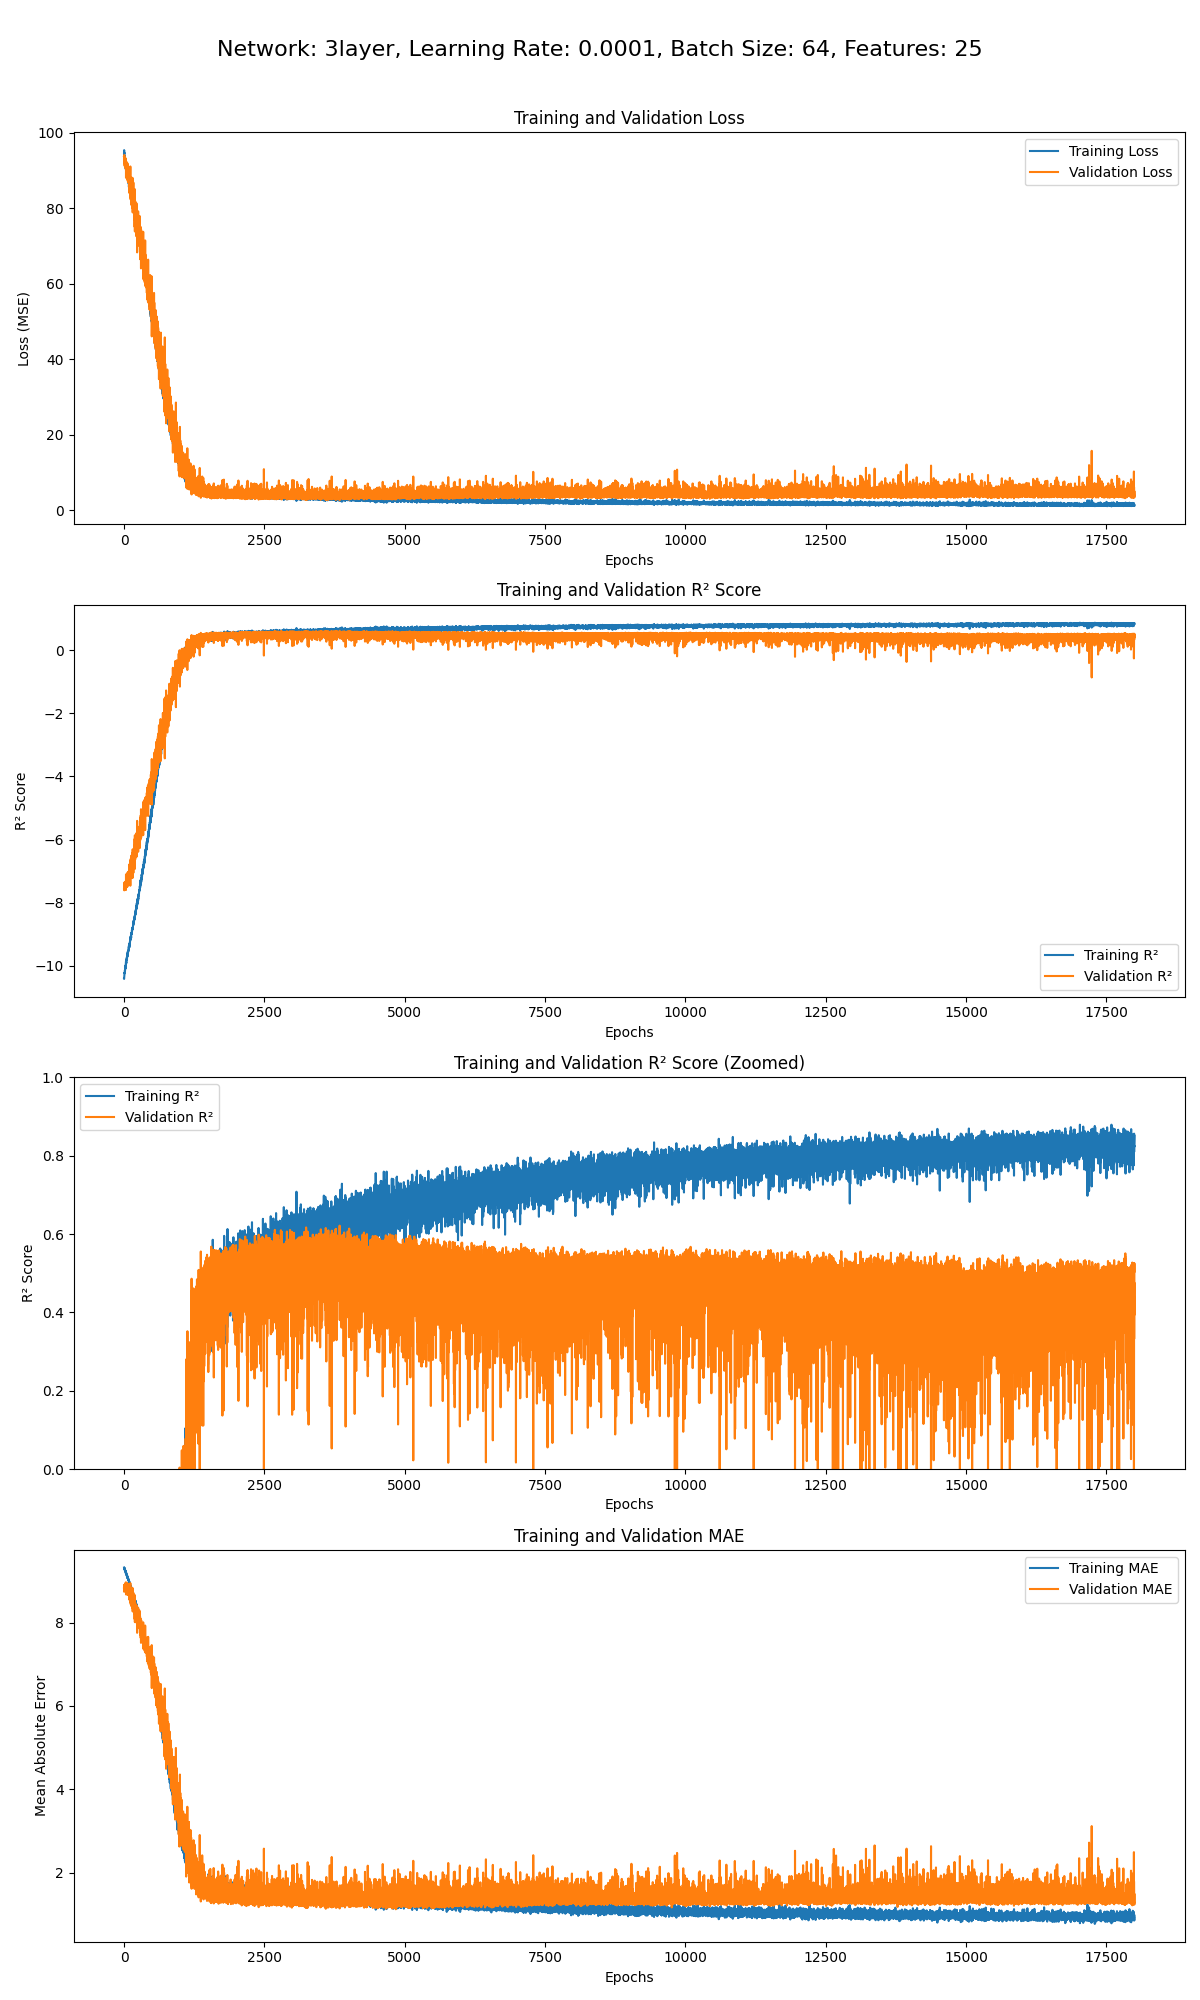 Network: 3layer, Learning Rate: 0.0001, Batch Size: 64, Features: 25
Training and Validation Loss
100
80
60
40
20
0
Loss (MSE)
Training Loss
Validation Loss
0 2500 5000 7500 10000 12500 15000 17500
Epochs
Training and Validation R² Score
0
−2
−4
−6
−8
−10
R² Score
Training R²
Validation R²
0 2500 5000 7500 10000 12500 15000 17500
Epochs
Training and Validation R² Score (Zoomed)
1.0
0.8
0.6
0.4
0.2
0.0
R² Score
Training R²
Validation R²
0 2500 5000 7500 10000 12500 15000 17500
Epochs
Training and Validation MAE
8
6
4
2
Mean Absolute Error
Training MAE
Validation MAE
0 2500 5000 7500 10000 12500 15000 17500
Epochs